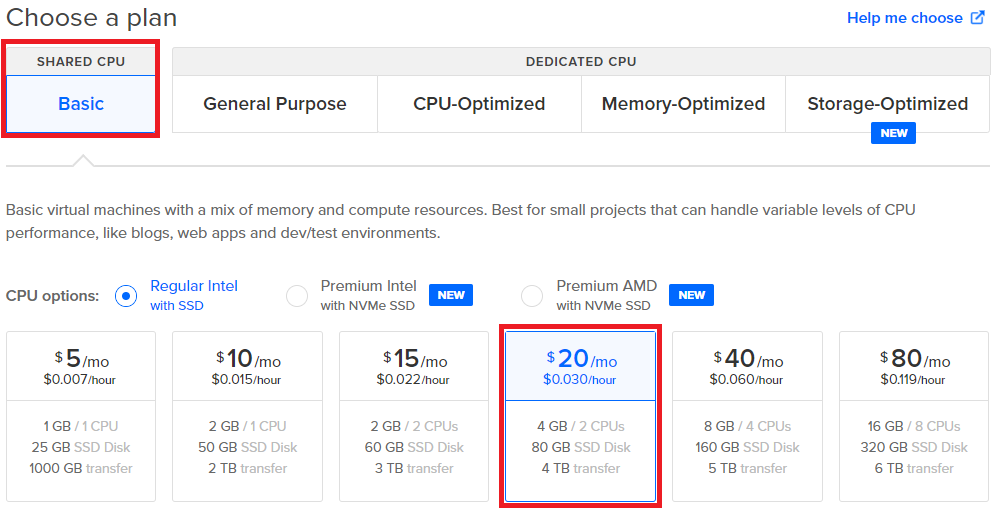 Choose a plan
Help me choose
SHARED CPU
DEDICATED CPU
Basic
General Purpose
CPU-Optimized
Memory-Optimized
Storage-Optimized
NEW
Basic virtual machines with a mix of memory and compute resources. Best for small projects that can handle variable levels of CPU
performance, like blogs, web apps and dev/test environments.
CPU options:
Regular Intel
with SSD
Premium Intel
with NVMe SSD
NEW
Premium AMD
with NVMe SSD
NEW
$5/mo
$0.007/hour
1 GB / 1 CPU
25 GB SSD Disk
1000 GB transfer
$10/mo
$0.015/hour
2 GB / 1 CPU
50 GB SSD Disk
2 TB transfer
$15/mo
$0.022/hour
2 GB / 2 CPUs
60 GB SSD Disk
3 TB transfer
$20/mo
$0.030/hour
4 GB / 2 CPUs
80 GB SSD Disk
4 TB transfer
$40/mo
$0.060/hour
8 GB / 4 CPUs
160 GB SSD Disk
5 TB transfer
$80/mo
$0.119/hour
16 GB / 8 CPUs
320 GB SSD Disk
6 TB transfer